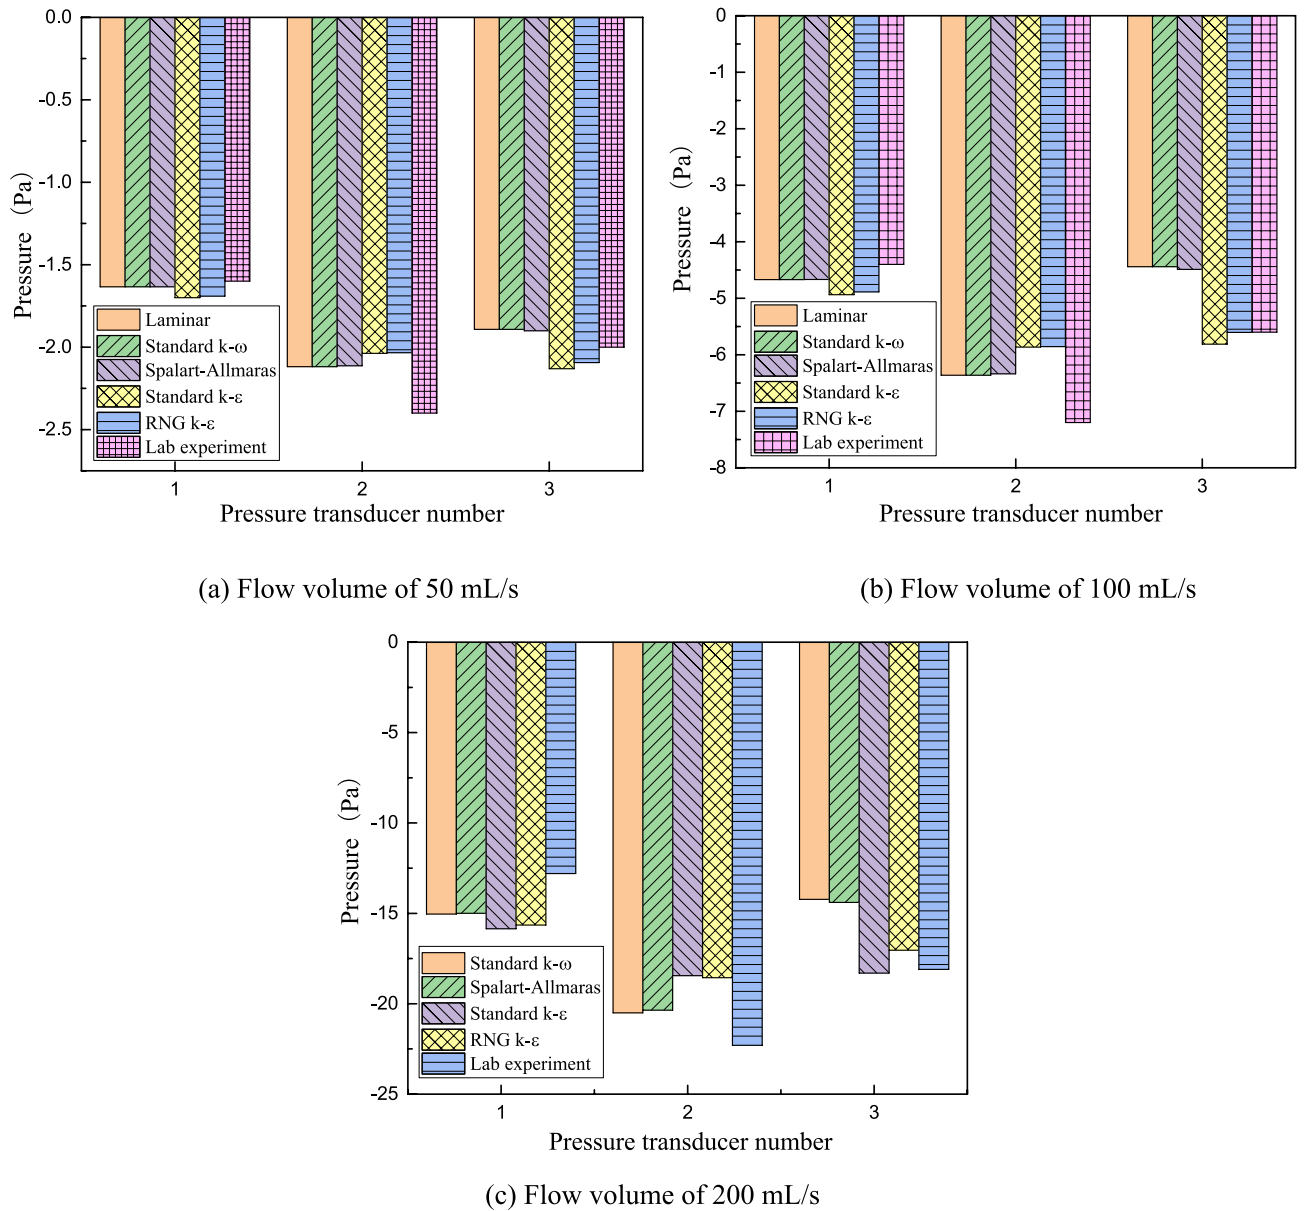 0.0
-0.5
-1.0
-1.5
-2.0
-2.5
Pressure (Pa)
Laminar
Standard k-ω
Spalart-Allmaras
Standard k-ε
RNG k-ε
Lab experiment
1 2 3
Pressure transducer number
(a) Flow volume of 50 mL/s
0
-1
-2
-3
-4
-5
-6
-7
-8
Pressure (Pa)
Laminar
Standard k-ω
Spalart-Allmaras
Standard k-ε
RNG k-ε
Lab experiment
1 2 3
Pressure transducer number
(b) Flow volume of 100 mL/s
0
-5
-10
-15
-20
-25
Pressure (Pa)
Standard k-ω
Spalart-Allmaras
Standard k-ε
RNG k-ε
Lab experiment
1 2 3
Pressure transducer number
(c) Flow volume of 200 mL/s